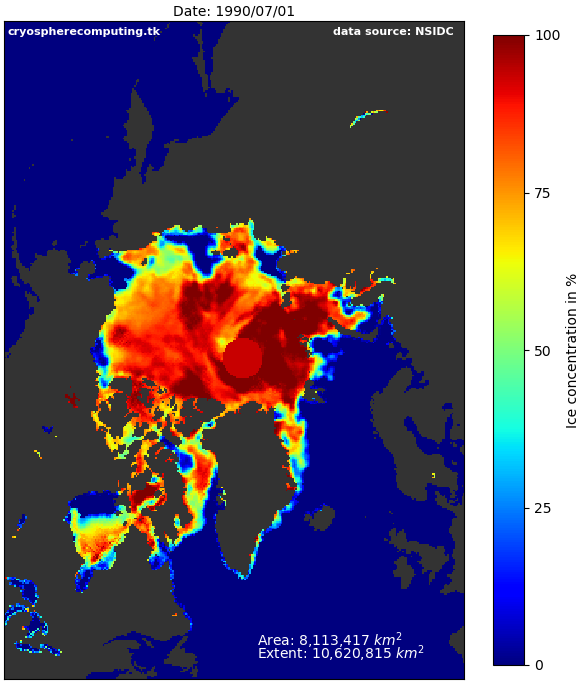 Date: 1990/07/01
cryospherecomputing.tk data source: NSIDC
100
75
50
25
0
Ice concentration in %
Area: 8,113,417 km²
Extent: 10,620,815 km²